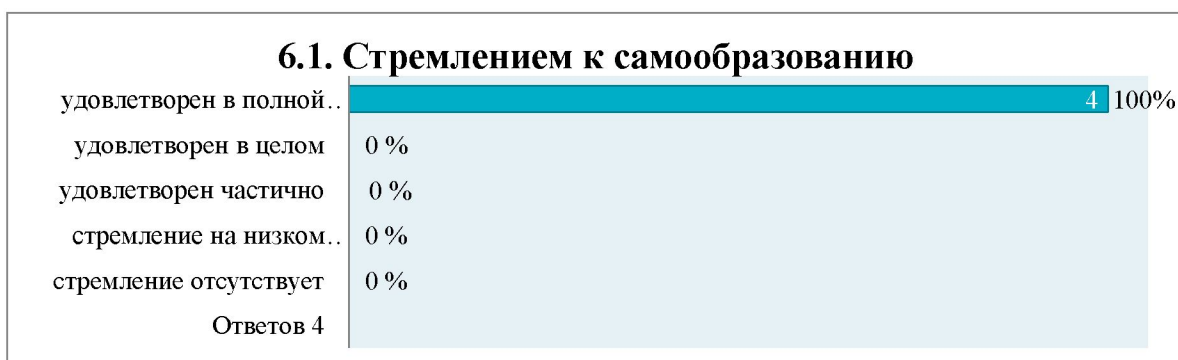 6.1. Стремлением к самообразованию
удовлетворен в полной.. 4 100%
удовлетворен в целом 0 %
удовлетворен частично 0 %
стремление на низком.. 0 %
стремление отсутствует 0 %
Ответов 4